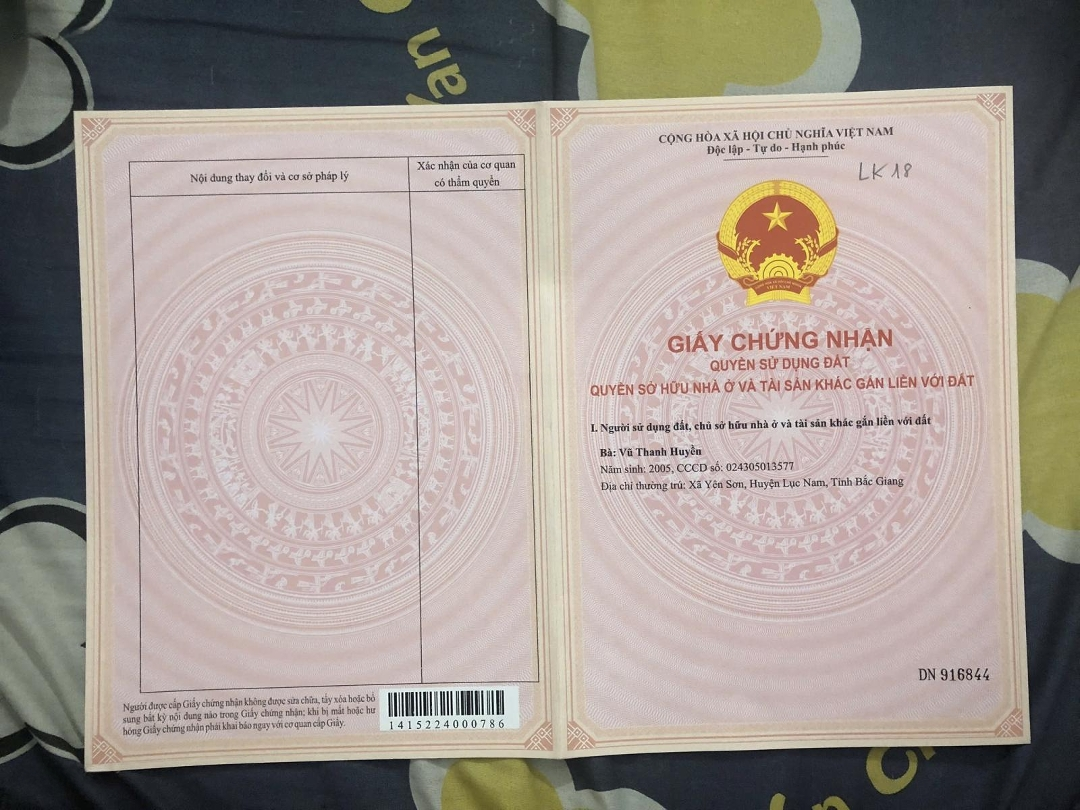 Nội dung thay đổi và cơ sở pháp lý
Xác nhận của cơ quan
có thẩm quyền
Người được cấp Giấy chứng nhận không được sửa chữa, tẩy xóa hoặc bổ
sung bất kỳ nội dung nào trong Giấy chứng nhận; khi bị mất hoặc hư
hỏng Giấy chứng nhận phải khai báo ngay với cơ quan cấp Giấy.
1415224000786
CỘNG HÒA XÃ HỘI CHỦ NGHĨA VIỆT NAM
Độc lập - Tự do - Hạnh phúc
LK 18
VIỆT NAM
GIẤY CHỨNG NHẬN
QUYỀN SỬ DỤNG ĐẤT
QUYỀN SỞ HỮU NHÀ Ở VÀ TÀI SẢN KHÁC GẮN LIỀN VỚI ĐẤT
I. Người sử dụng đất, chủ sở hữu nhà ở và tài sản khác gắn liền với đất
Bà: Vũ Thanh Huyền
Năm sinh: 2005, CCCD số: 024305013577
Địa chỉ thường trú: Xã Yên Sơn, Huyện Lục Nam, Tỉnh Bắc Giang
DN 916844